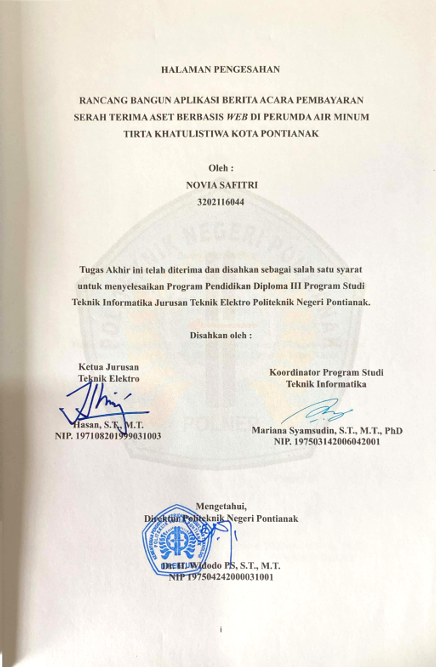 HALAMAN PENGESAHAN
RANCANG BANGUN APLIKASI BERITA ACARA PEMBAYARAN
SERAH TERIMA ASET BERBASIS WEB DI PERUMDA AIR MINUM
TIRTA KHATULISTIWA KOTA PONTIANAK
Oleh :
NOVIA SAFITRI
3202116044
Tugas Akhir ini telah diterima dan disahkan sebagai salah satu syarat
untuk menyelesaikan Program Pendidikan Diploma III Program Studi
Teknik Informatika Jurusan Teknik Elektro Politeknik Negeri Pontianak.
Disahkan oleh :
Ketua Jurusan
Teknik Elektro
Hasan, S.T., M.T.
NIP. 197108201999031003
Koordinator Program Studi
Teknik Informatika
Mariana Syamsudin, S.T., M.T., PhD
NIP. 197503142006042001
Mengetahui,
Direktur Politeknik Negeri Pontianak
Dr. H. Widodo PS, S.T., M.T.
NIP 197504242000031001
POLNEP
DIREKTUR
i